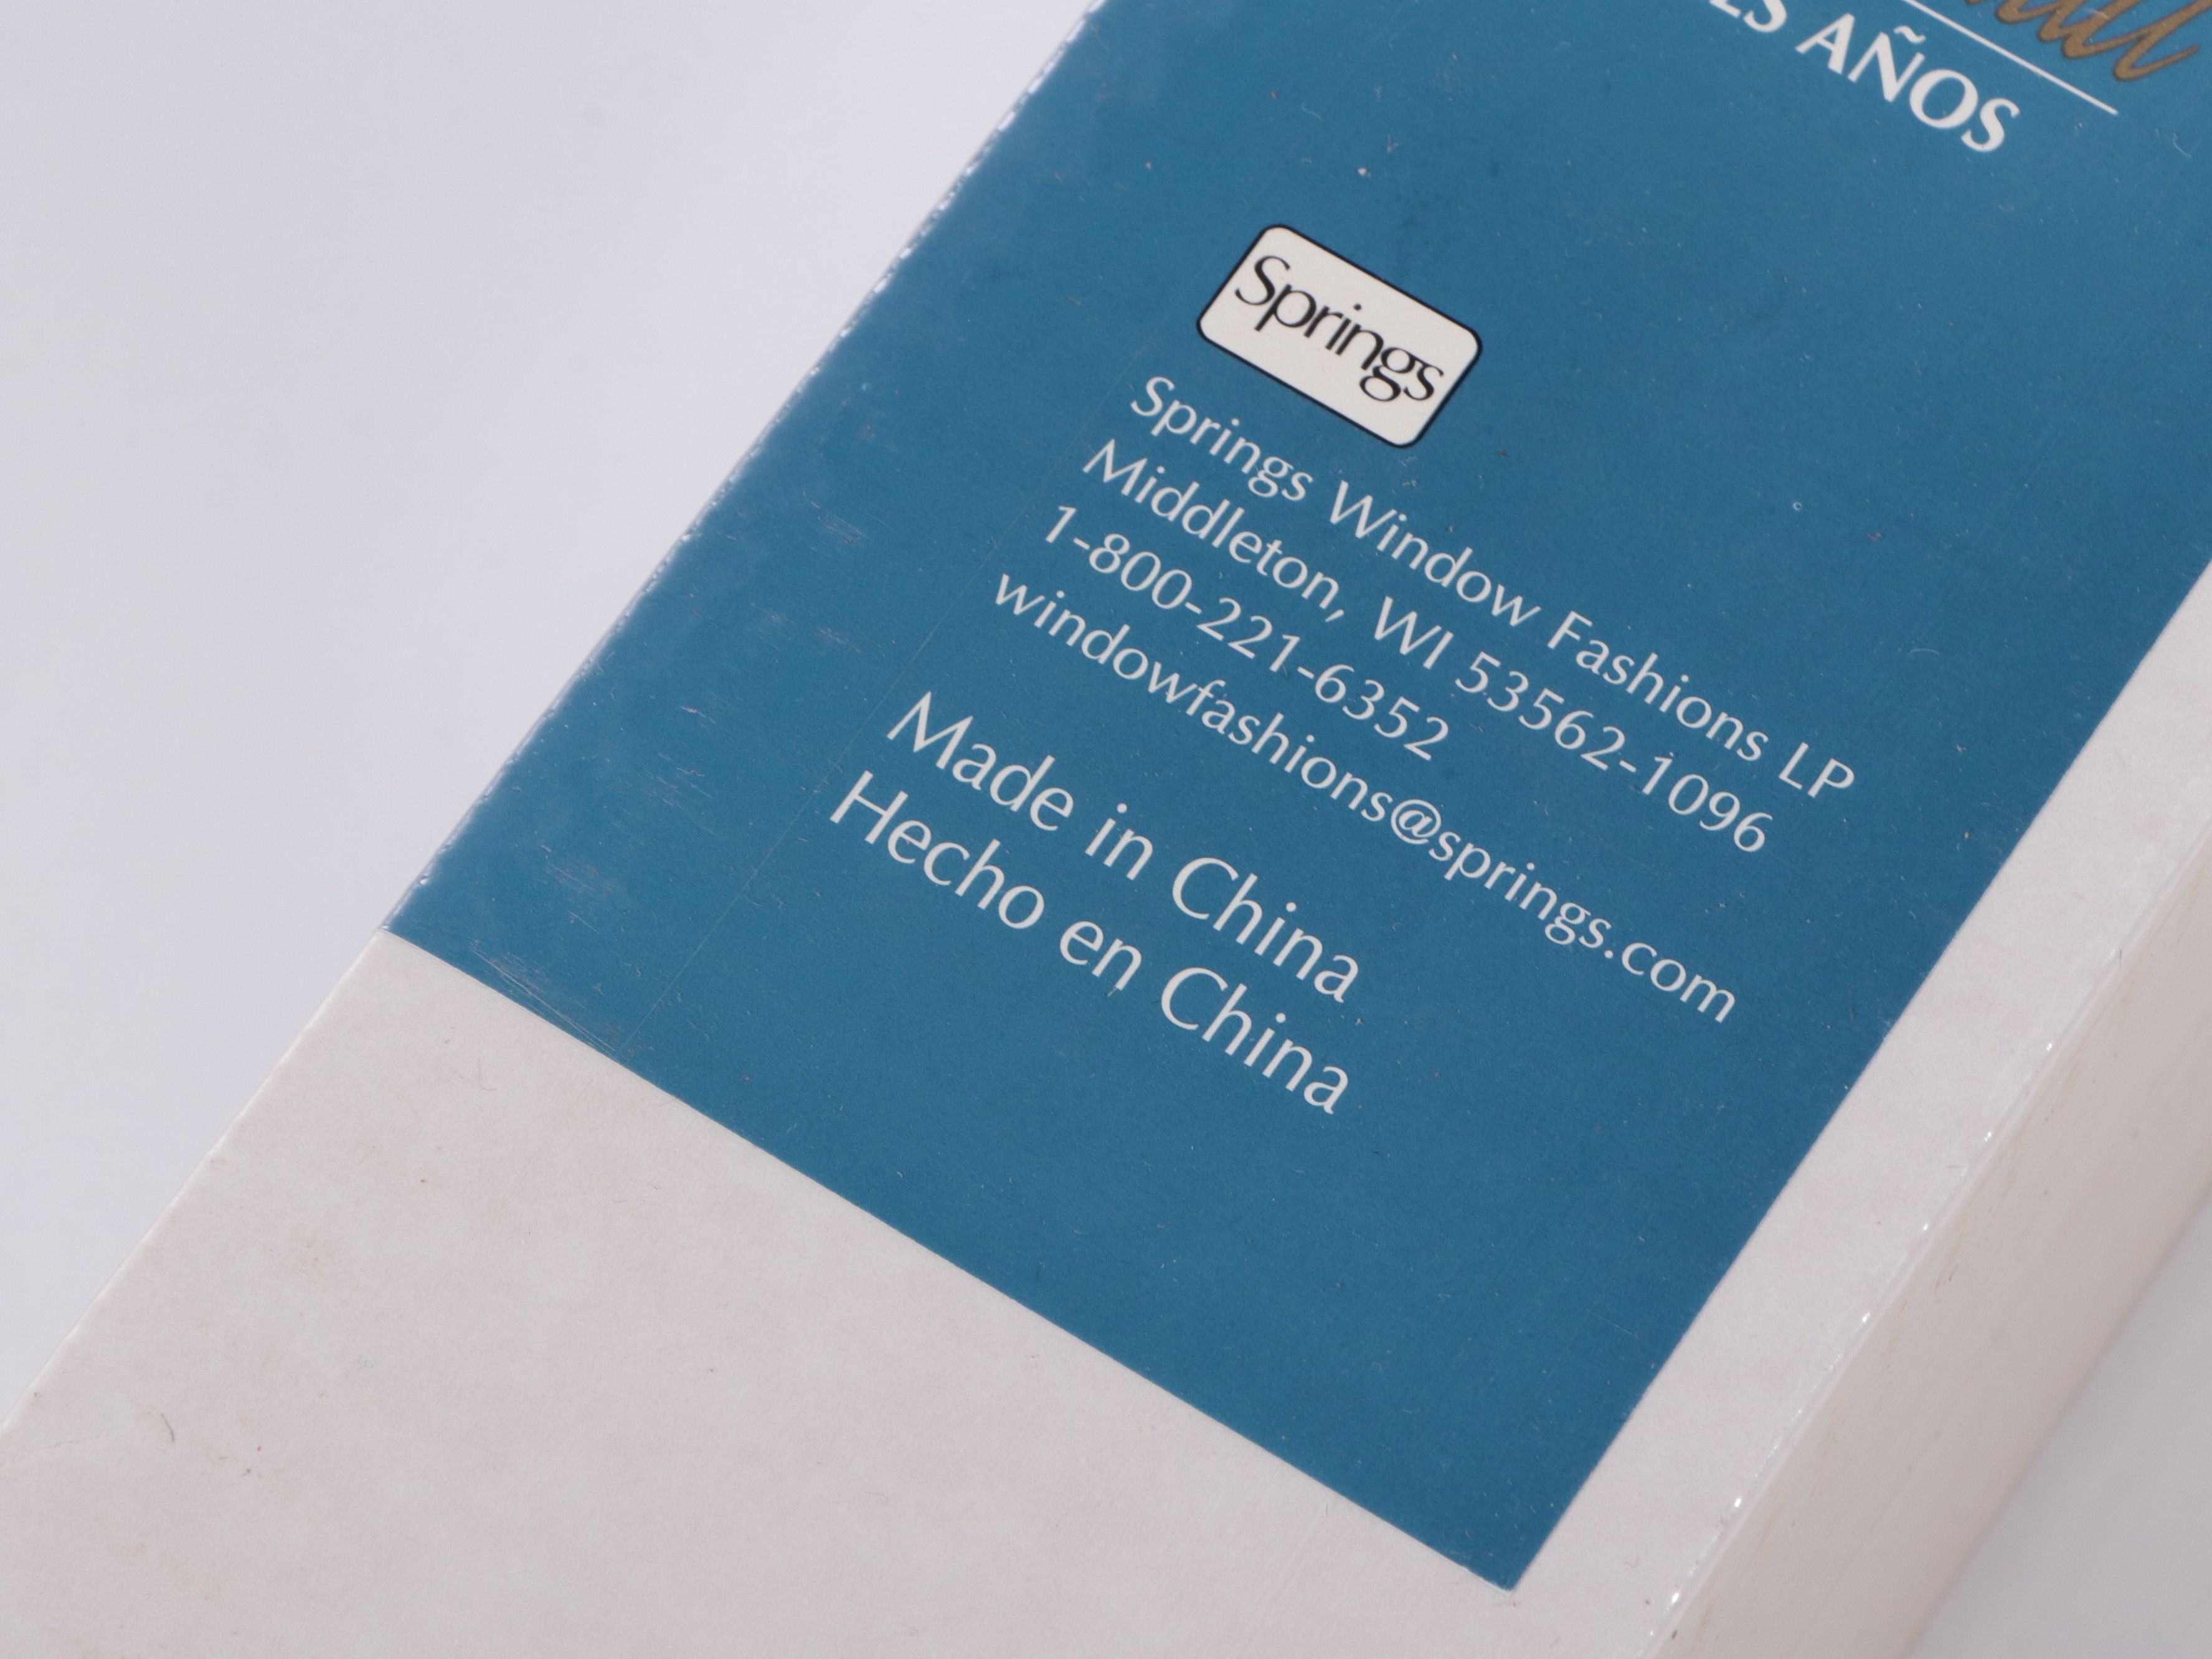 AÑOS
Springs
Springs Window Fashions LP
Middleton, WI 53562-1096
1-800-221-6352
windowfashions@springs.com
Made in China
Hecho en China